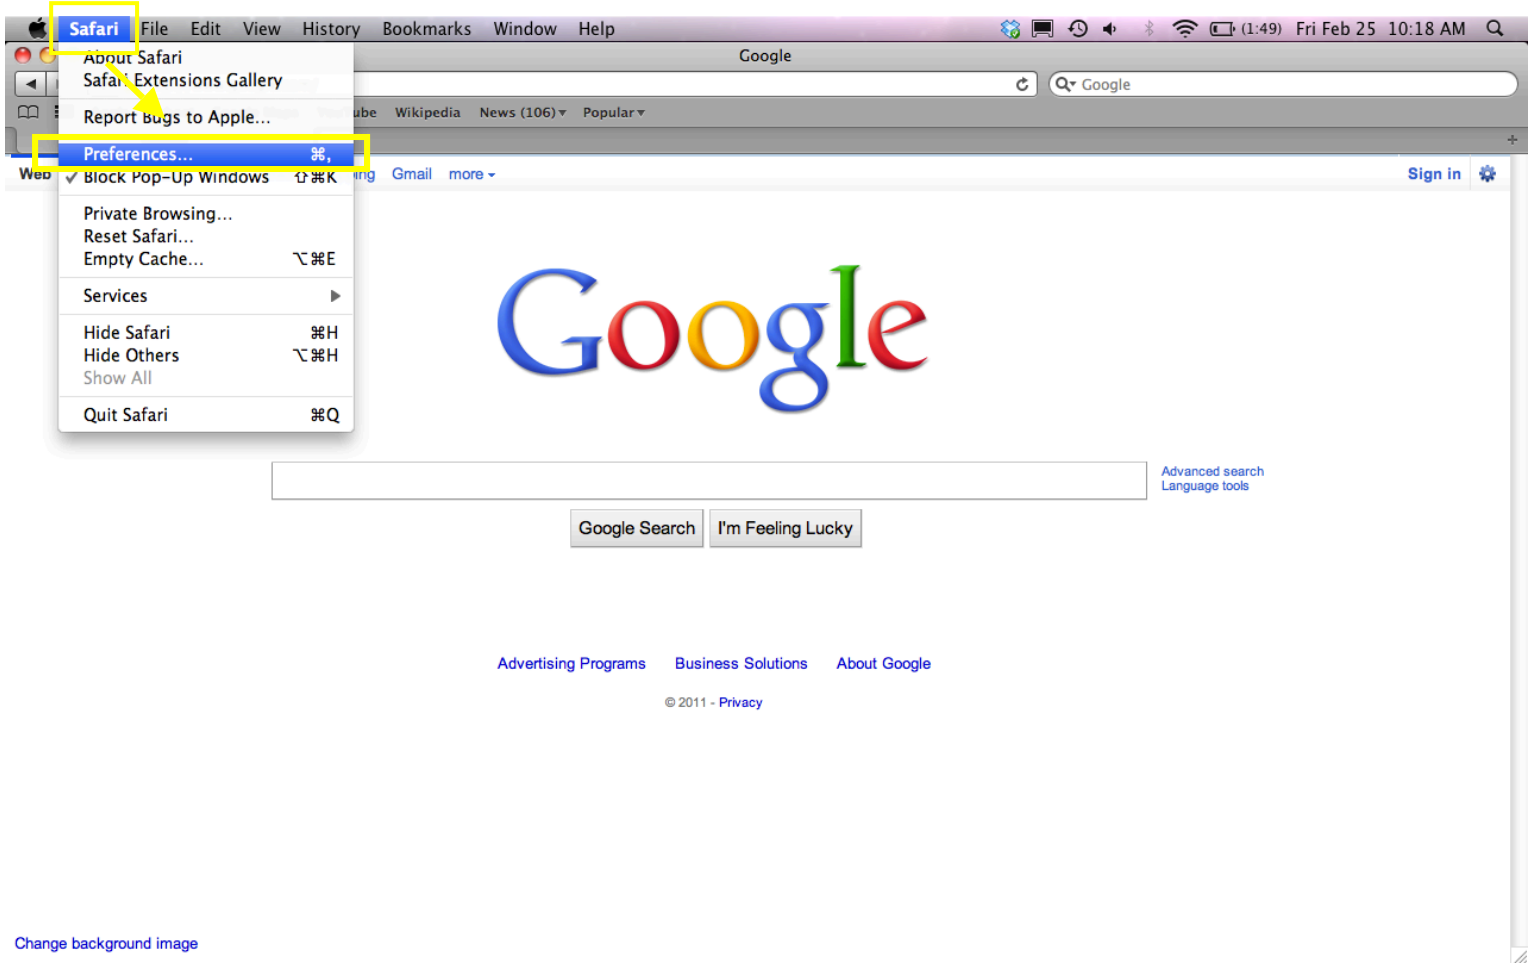 Safari File Edit View History Bookmarks Window Help (1:49) Fri Feb 25 10:18 AM
Google
About Safari
Safari Extensions Gallery
Google
Report Bugs to Apple...
Wikipedia News (106)▾ Popular▾
Preferences... ⌘,
Web Gmail more Sign in
✓ Block Pop-Up Windows ⇧⌘K
Private Browsing...
Reset Safari...
Empty Cache... ⌥⌘E
Services ▶
Hide Safari ⌘H
Hide Others ⌥⌘H
Show All
Quit Safari ⌘Q
Google
Advanced search
Language tools
Google Search I'm Feeling Lucky
Advertising Programs Business Solutions About Google
© 2011 - Privacy
Change background image